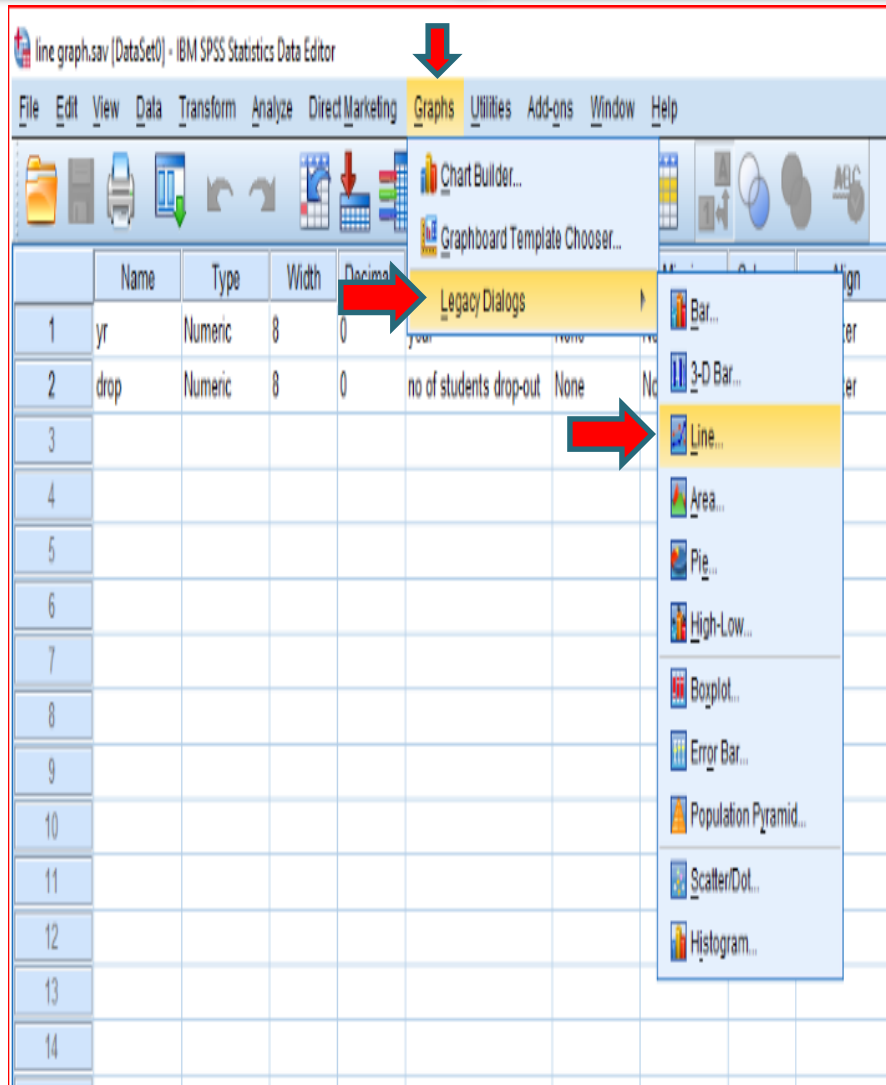 line graph.sav [DataSet0] - IBM SPSS Statistics Data Editor
File Edit View Data Transform Analyze Direct Marketing Graphs Utilities Add-ons Window Help
Chart Builder...
Graphboard Template Chooser...
Legacy Dialogs
Bar...
3-D Bar...
Line...
Area...
Pie...
High-Low...
Boxplot...
Error Bar...
Population Pyramid...
Scatter/Dot...
Histogram...
A
1
ABC
Name Type Width
1 yr Numeric 8 0
2 drop Numeric 8 0 no of students drop-out None
3
4
5
6
7
8
9
10
11
12
13
14